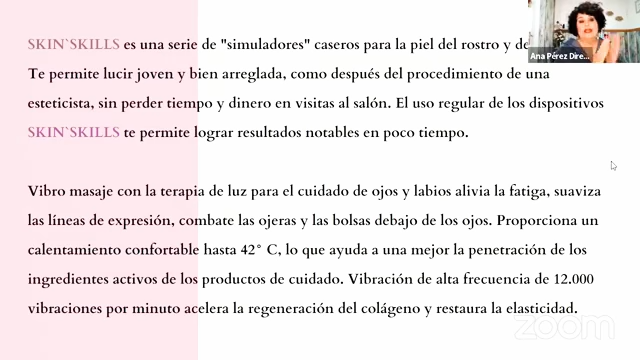 SKIN`SKILLS es una serie de "simuladores" caseros para la piel del rostro y de
Te permite lucir joven y bien arreglada, como después del procedimiento de una
esteticista, sin perder tiempo y dinero en visitas al salón. El uso regular de los dispositivos
SKIN`SKILLS te permite lograr resultados notables en poco tiempo.
Vibro masaje con la terapia de luz para el cuidado de ojos y labios alivia la fatiga, suaviza
las líneas de expresión, combate las ojeras y las bolsas debajo de los ojos. Proporciona un
calentamiento confortable hasta 42° C, lo que ayuda a una mejor la penetración de los
ingredientes activos de los productos de cuidado. Vibración de alta frecuencia de 12.000
vibraciones por minuto acelera la regeneración del colágeno y restaura la elasticidad.
Ana Pérez Dire...
zoom